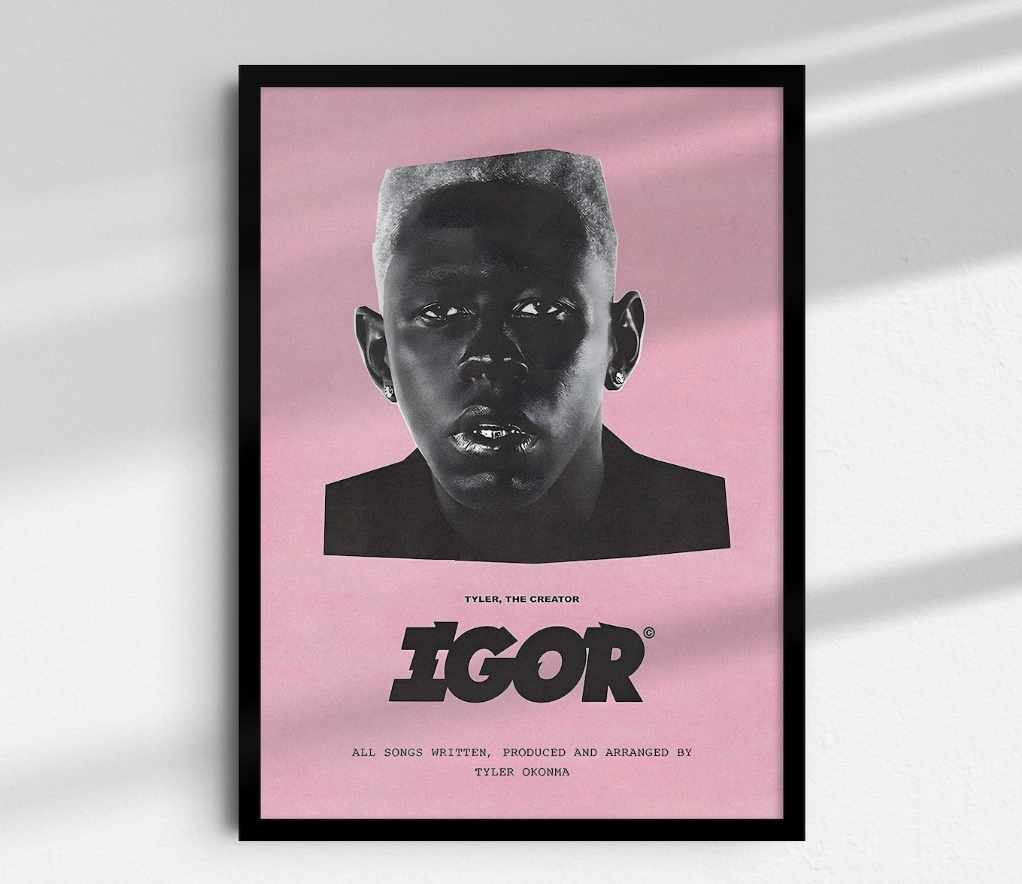 TYLER, THE CREATOR
IGOR©
ALL SONGS WRITTEN, PRODUCED AND ARRANGED BY
TYLER OKONMA